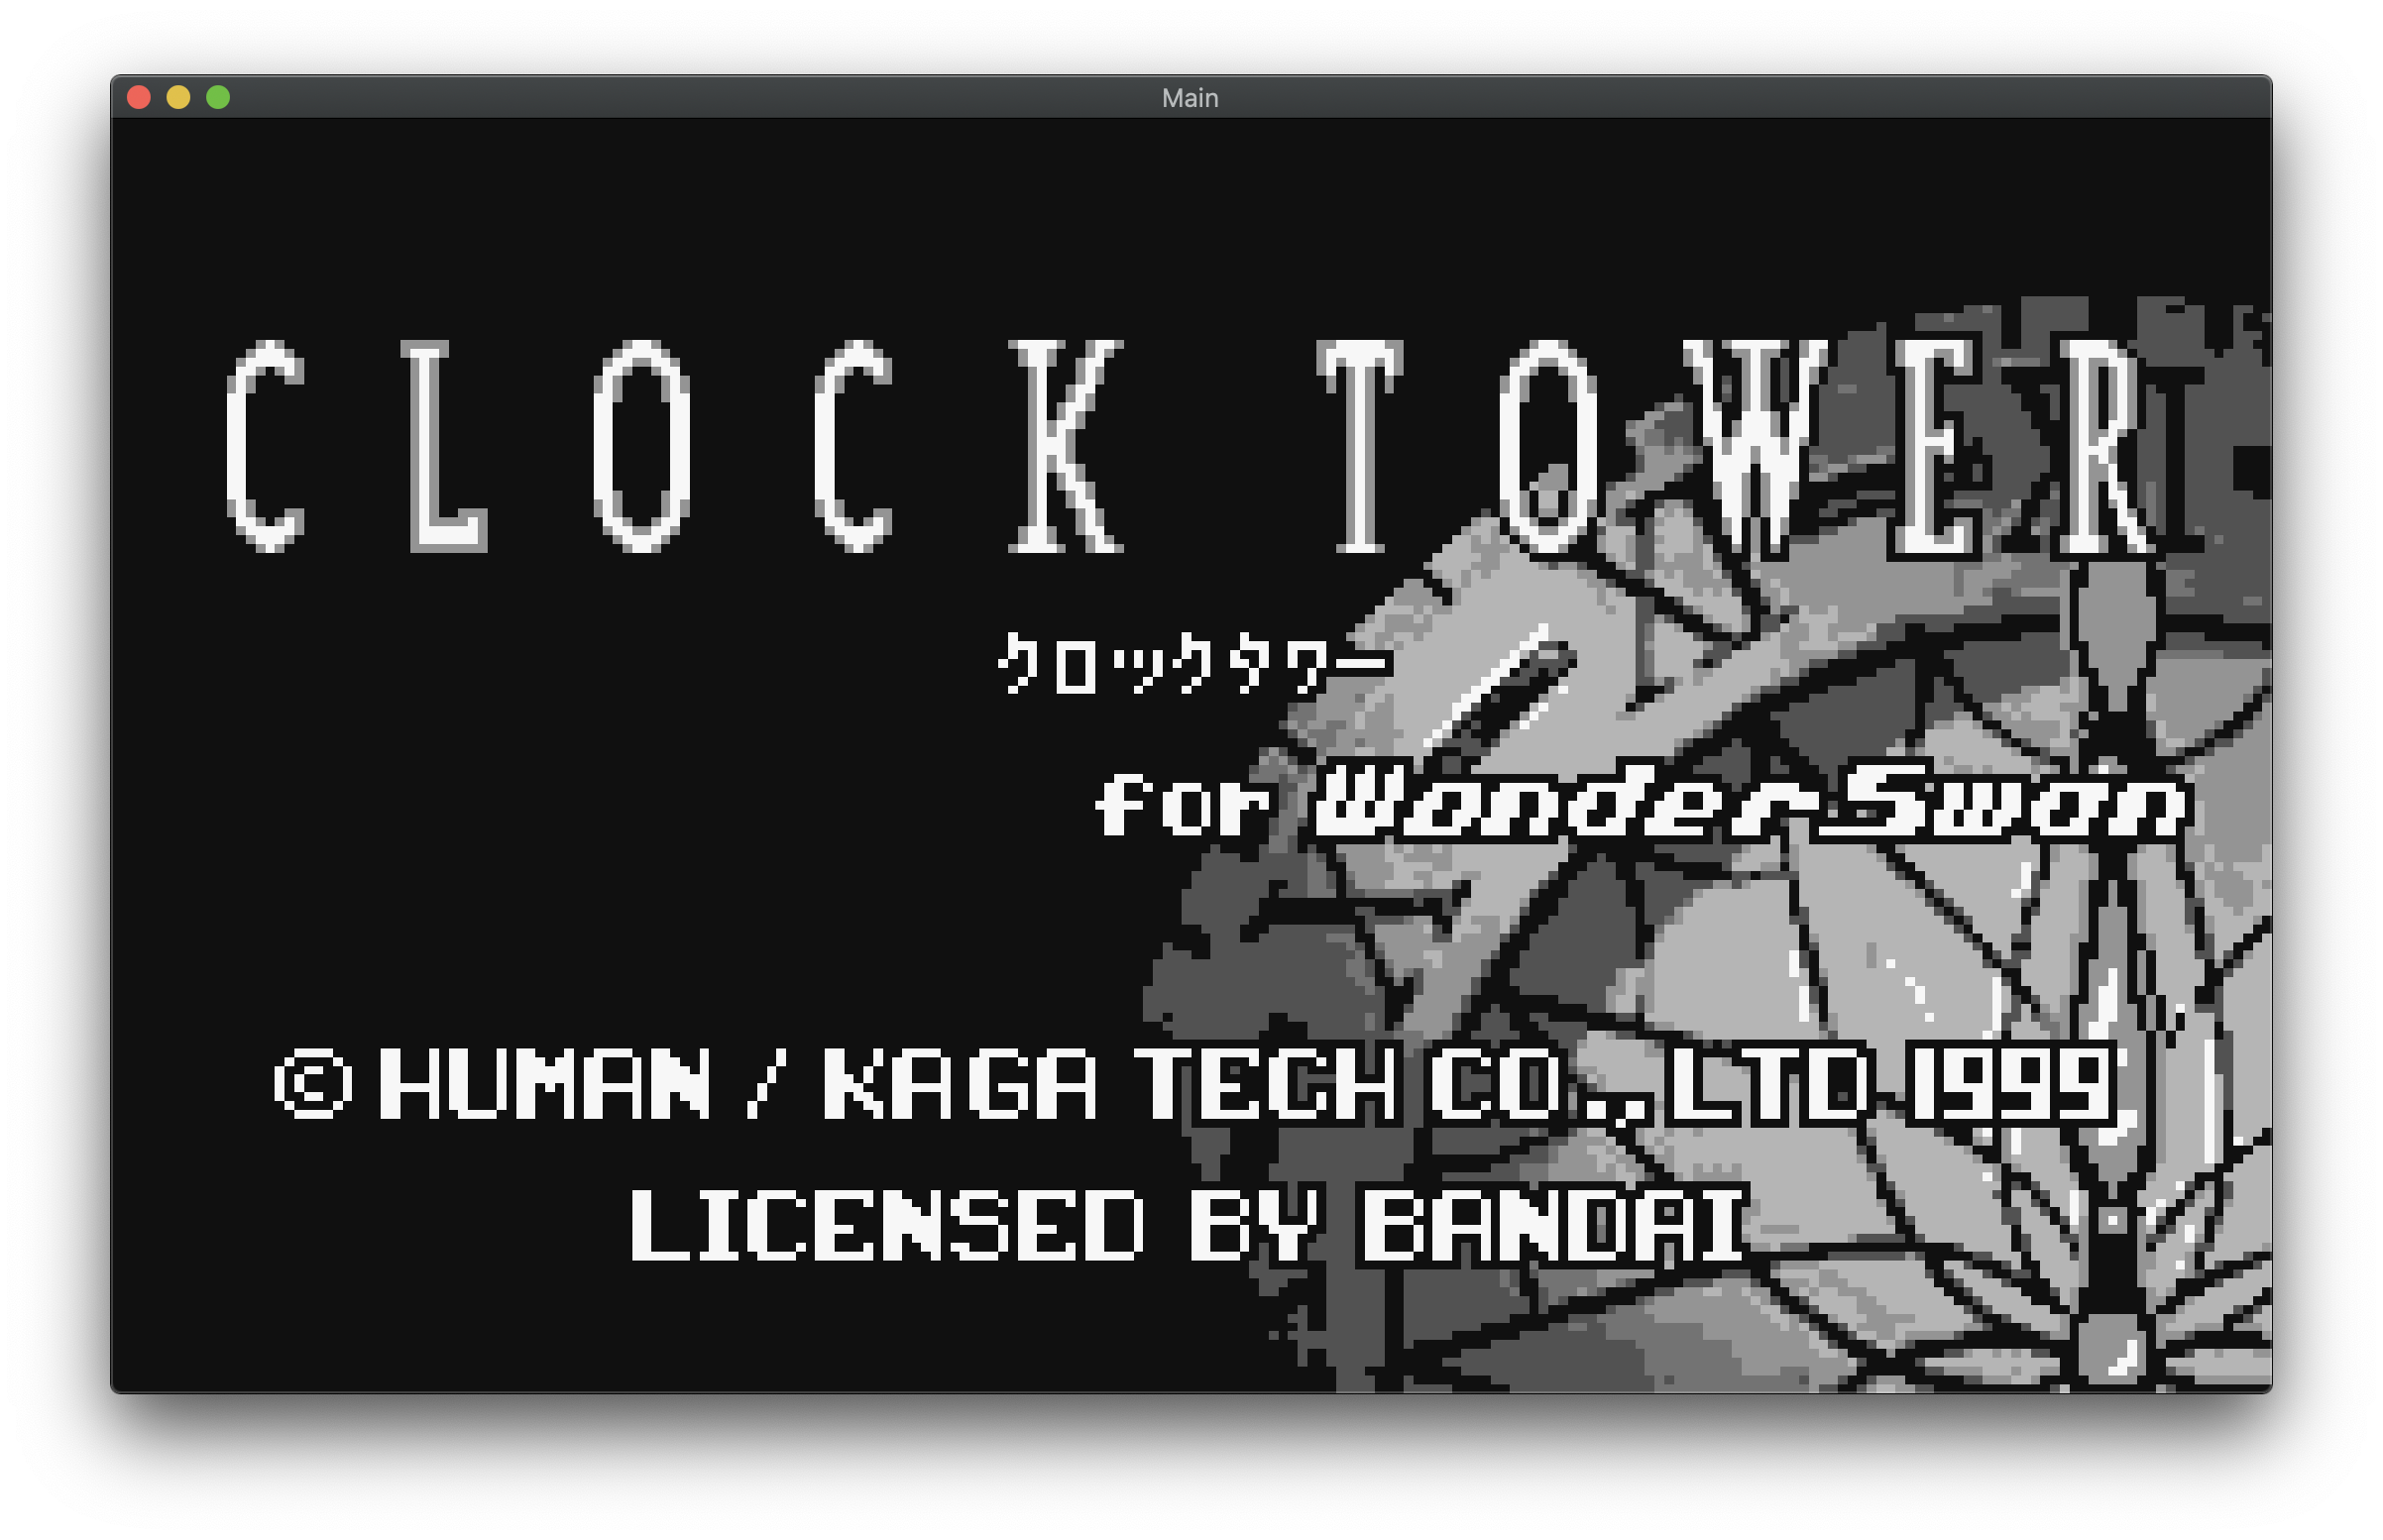 Main
CLOCK TOWER
クロックタワー
for WonderSwan
©HUMAN / KAGA TECH CO.,LTD 1999
LICENSED BY BANDAI